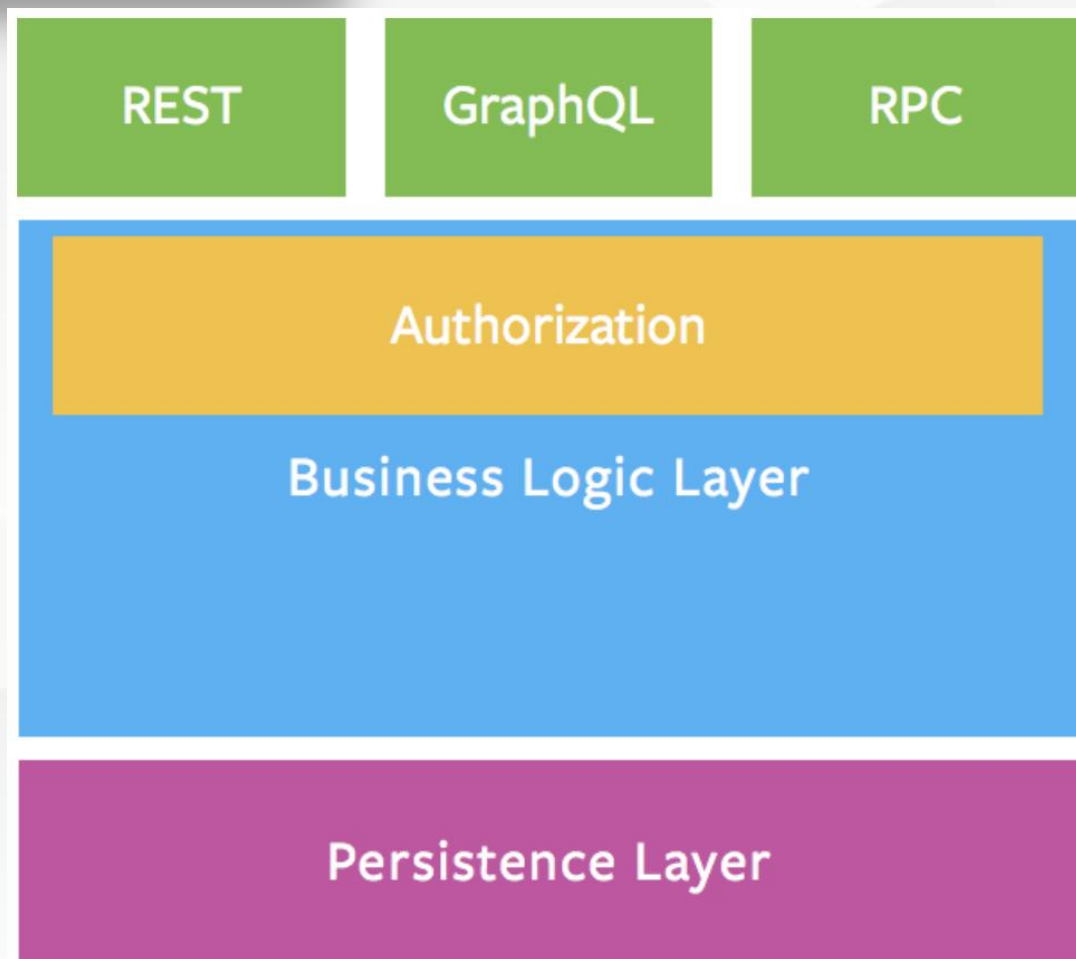 REST
GraphQL
RPC
Authorization
Business Logic Layer
Persistence Layer